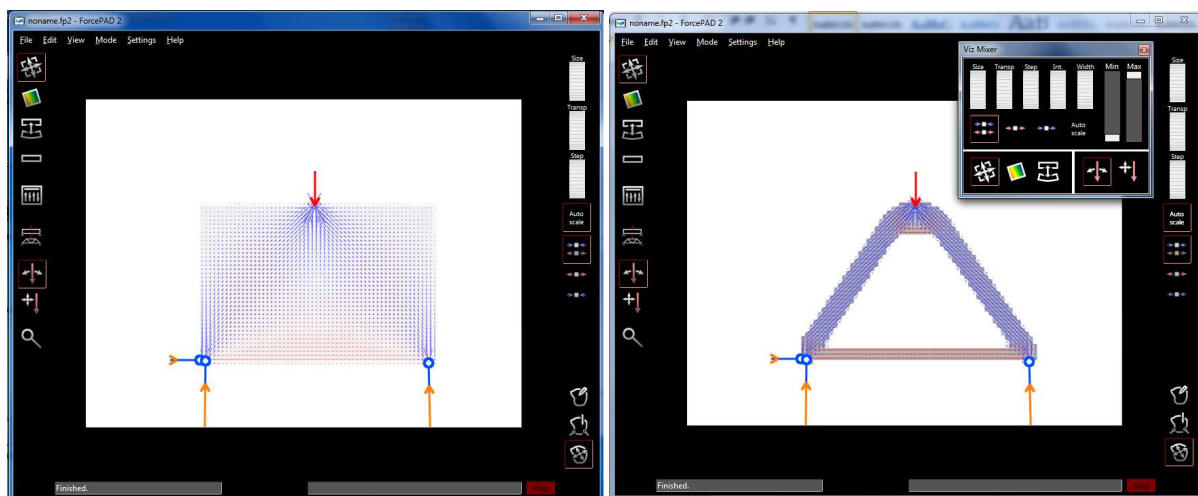 noname.fp2 - ForcePAD 2
File Edit View Mode Settings Help
Size
Transp
Step
Auto
scale
Finished.
Stop
noname.fp2 - ForcePAD 2
File Edit View Mode Settings Help
Viz Mixer
Size Transp Step Int. Width Min Max
Auto
scale
Size
Transp
Step
Auto
scale
Finished.
Stop